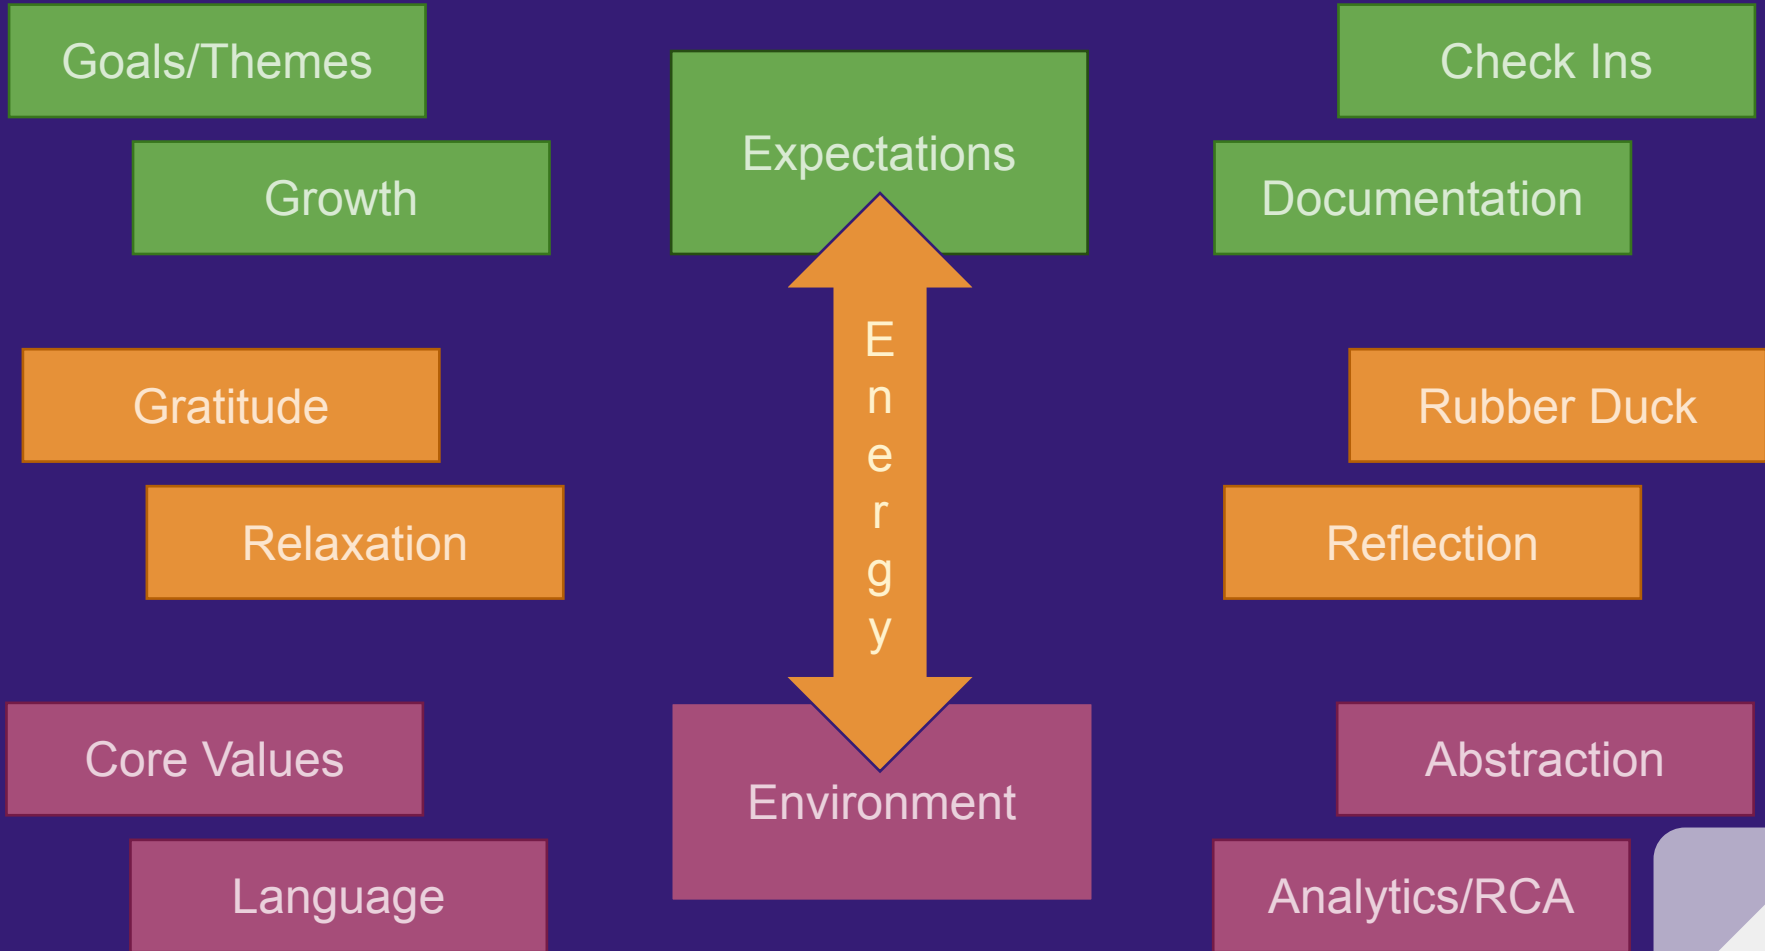 Goals/Themes
Expectations
Check Ins
Growth
Documentation
Energy
Gratitude
Rubber Duck
Relaxation
Reflection
Core Values
Environment
Abstraction
Language
Analytics/RCA